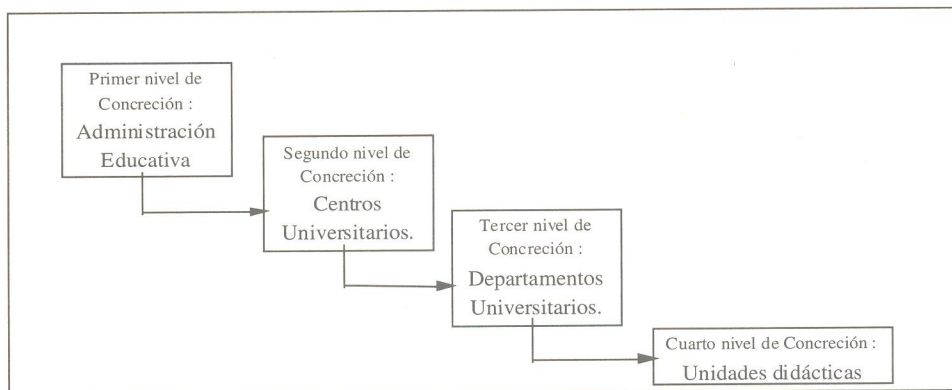 Primer nivel de
Concreción :
Administración
Educativa
Segundo nivel de
Concreción :
Centros
Universitarios.
Tercer nivel de
Concreción :
Departamentos
Universitarios.
Cuarto nivel de Concreción :
Unidades didácticas